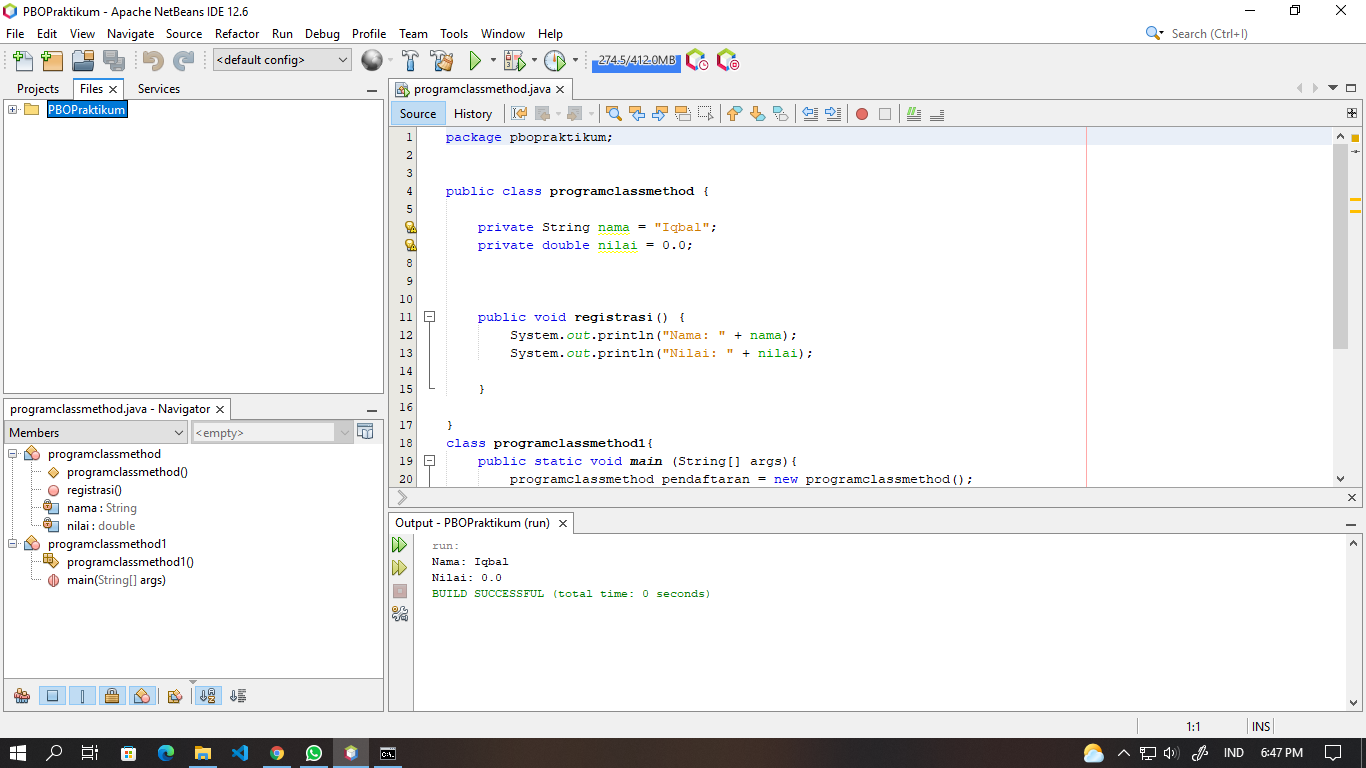 PBOPraktikum - Apache NetBeans IDE 12.6
File Edit View Navigate Source Refactor Run Debug Profile Team Tools Window Help
Search (Ctrl+I)
<default config>
274.5/412.0MB
Projects Files Services
PBOPraktikum
programclassmethod.java
Source History
1 package pbopraktikum;
2
3
4 public class programclassmethod {
5
private String nama = "Iqbal";
private double nilai = 0.0;
8
9
10
11 public void registrasi() {
12 System.out.println("Nama: " + nama);
13 System.out.println("Nilai: " + nilai);
14
15 }
16
17 }
18 class programclassmethod1{
19 public static void main (String[] args){
20 programclassmethod pendaftaran = new programclassmethod();
programclassmethod.java - Navigator
Members
<empty>
programclassmethod
programclassmethod()
registrasi()
nama : String
nilai : double
programclassmethod1
programclassmethod1()
main(String[] args)
Output - PBOPraktikum (run)
run:
Nama: Iqbal
Nilai: 0.0
BUILD SUCCESSFUL (total time: 0 seconds)
1:1 INS
IND 6:47 PM